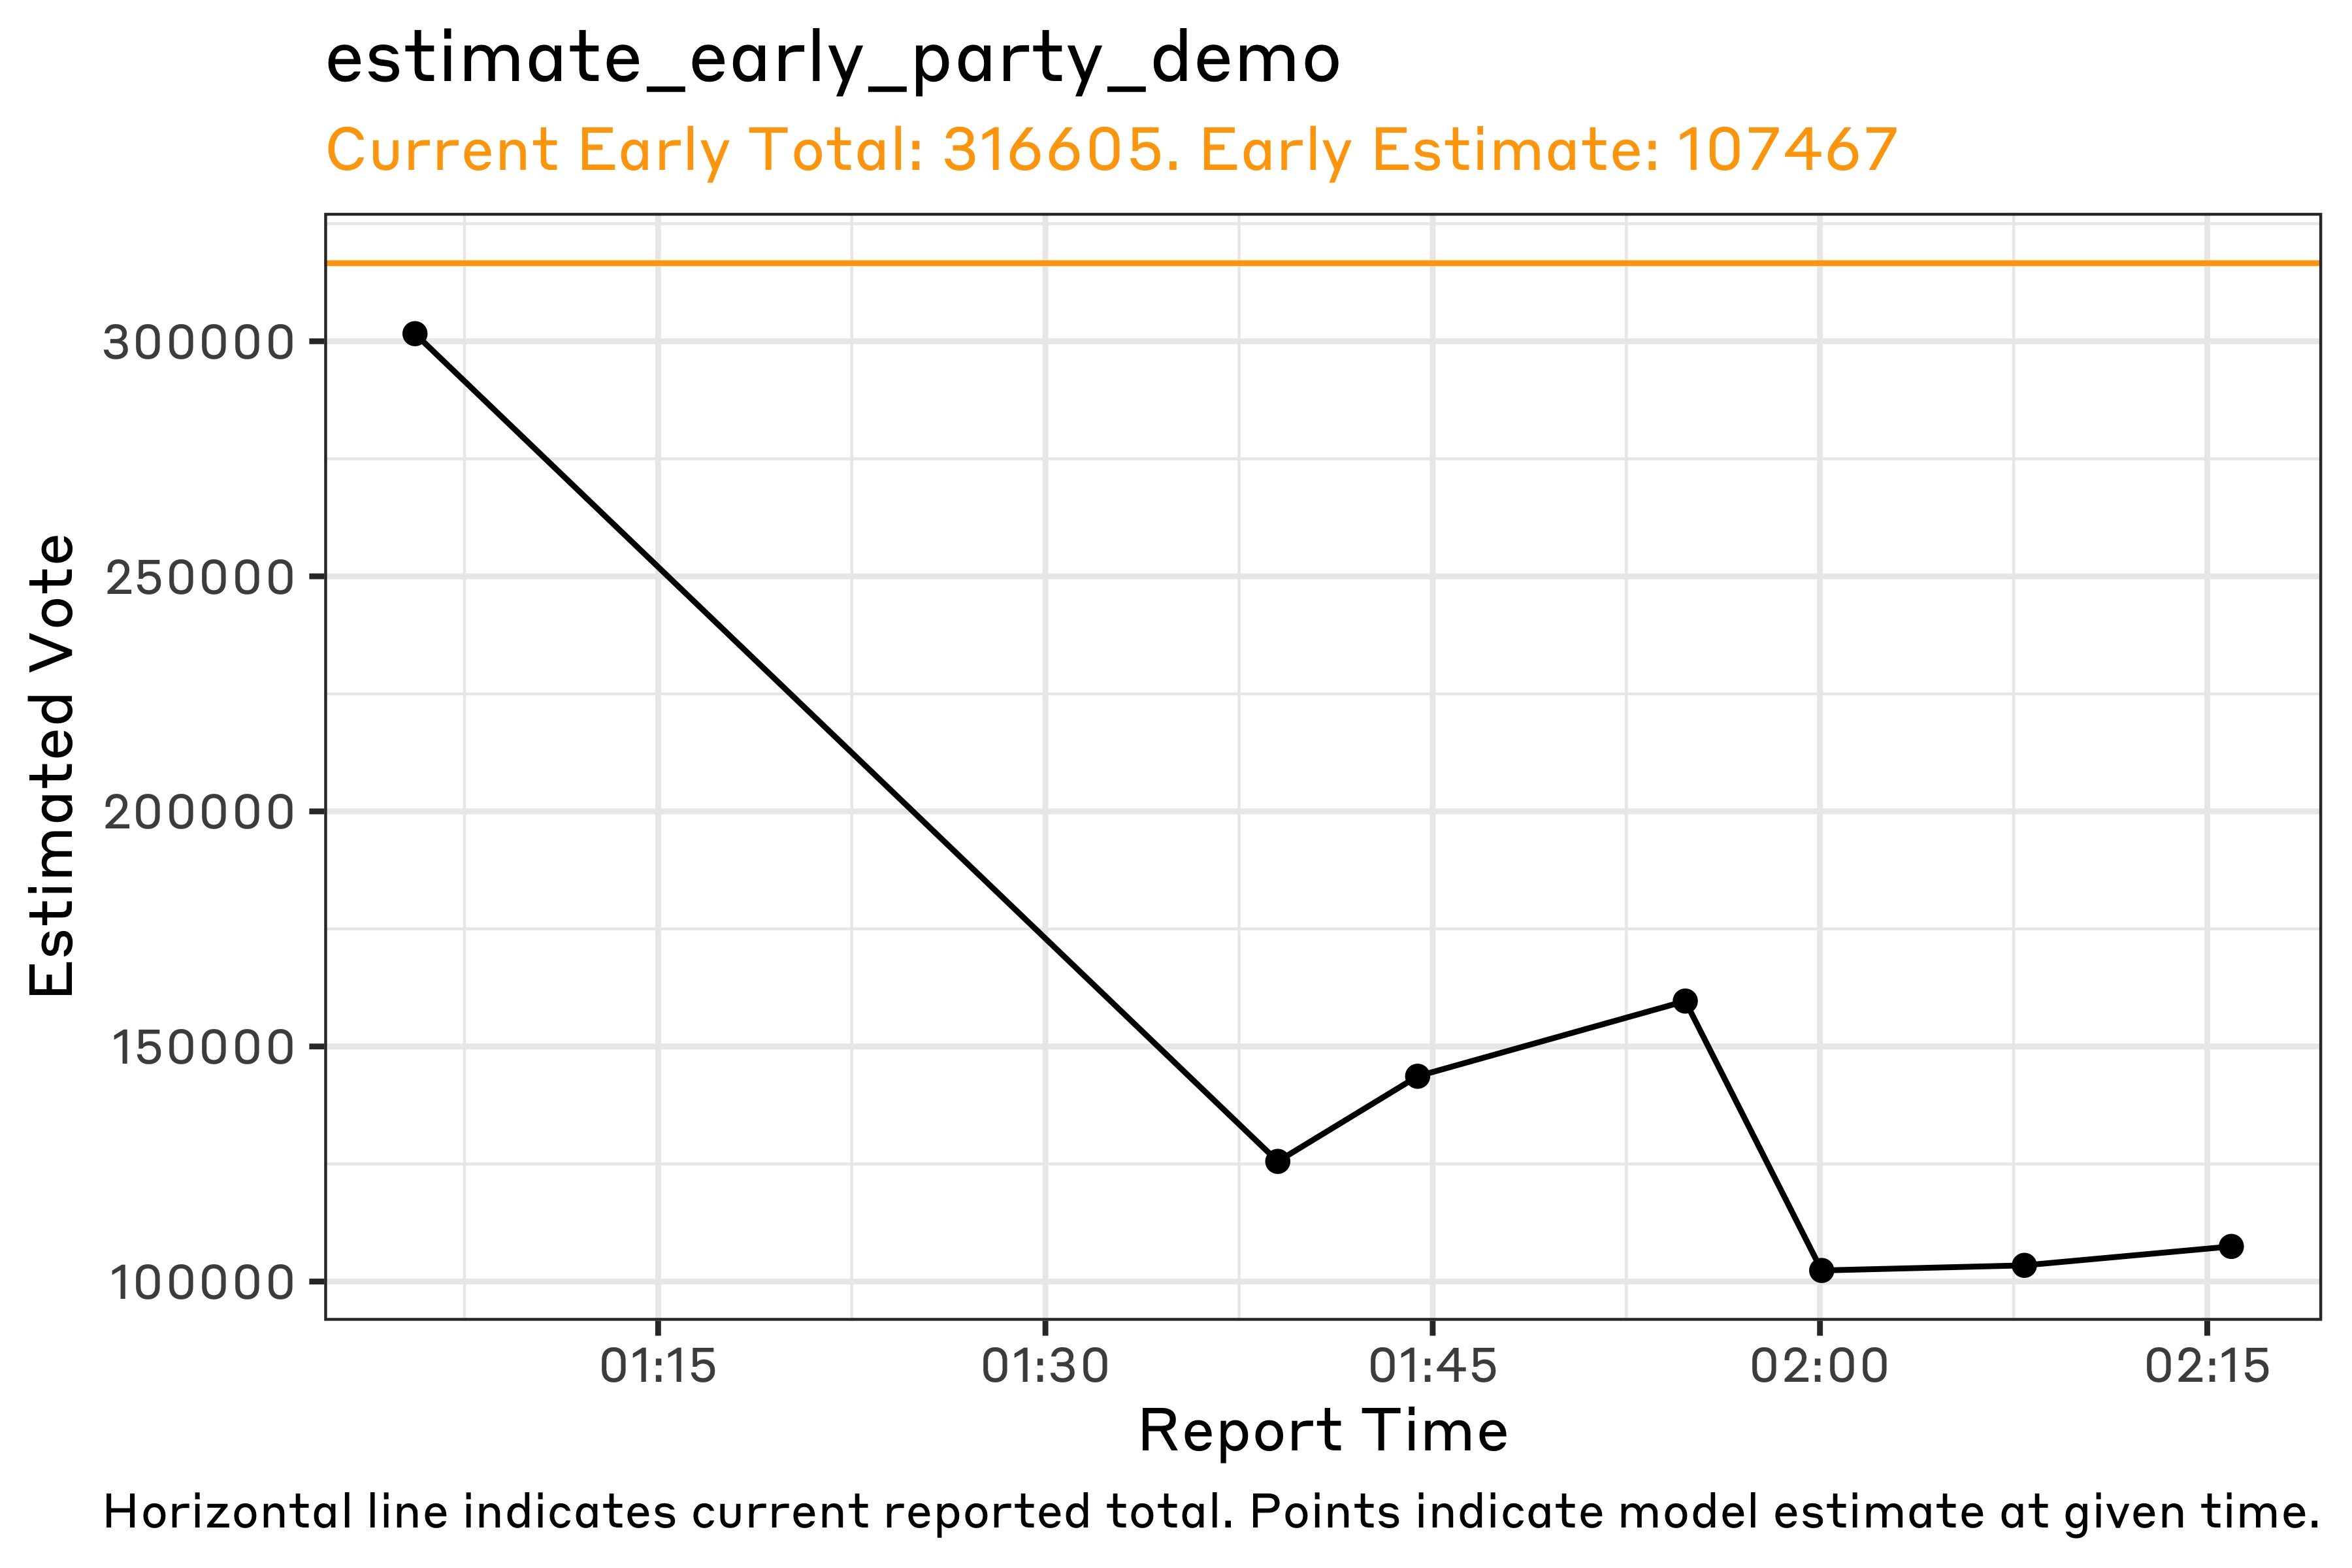 estimate_early_party_demo
Current Early Total: 316605. Early Estimate: 107467
Estimated Vote
300000
250000
200000
150000
100000
01:15 01:30 01:45 02:00 02:15
Report Time
Horizontal line indicates current reported total. Points indicate model estimate at given time.